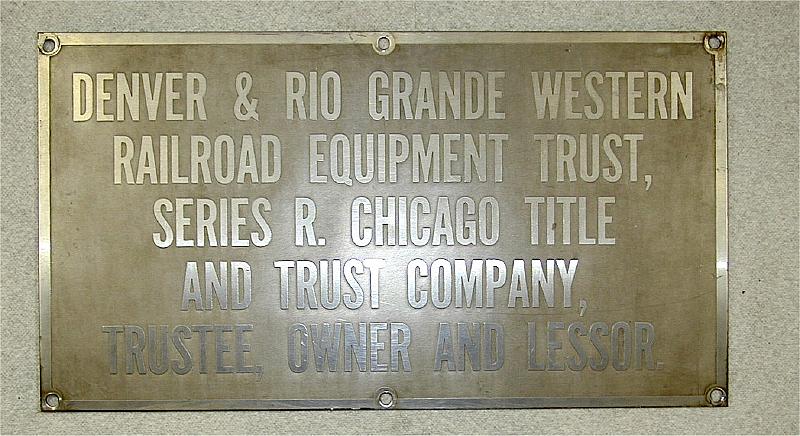 DENVER & RIO GRANDE WESTERN
RAILROAD EQUIPMENT TRUST,
SERIES R. CHICAGO TITLE
AND TRUST COMPANY,
TRUSTEE, OWNER AND LESSOR.